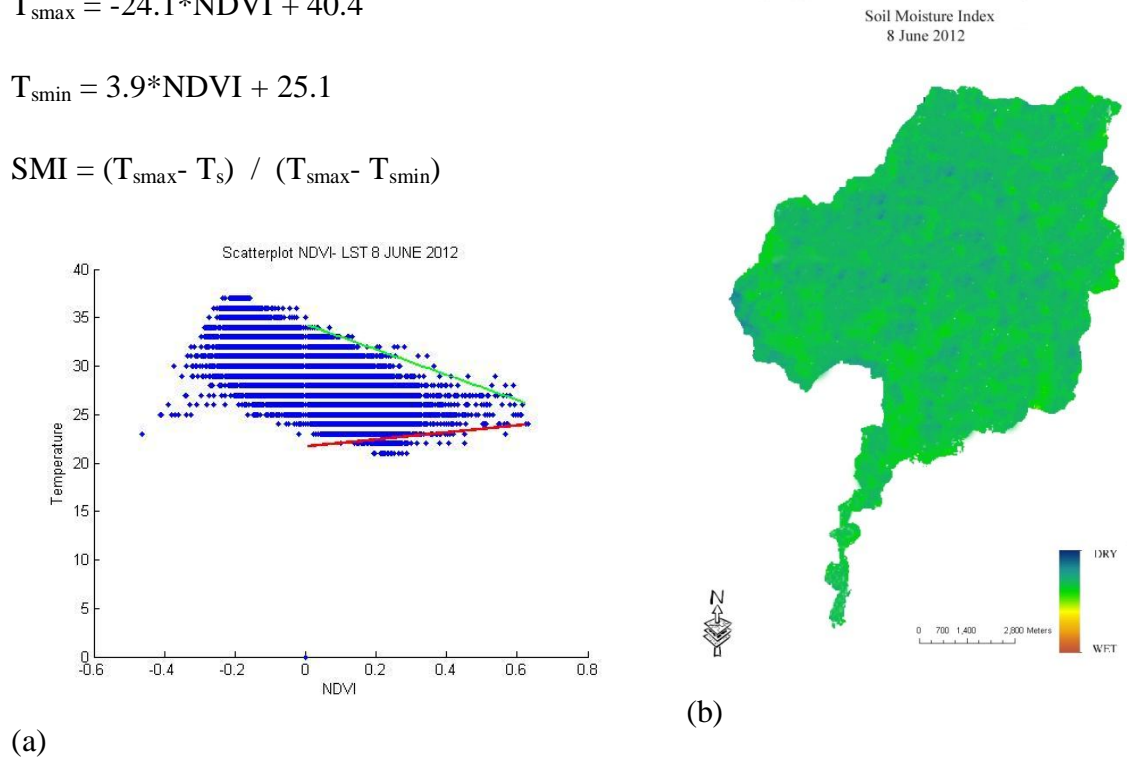 Tsmax = -24.1*NDVI + 40.4
Tsmin = 3.9*NDVI + 25.1
SMI = (Tsmax- Ts) / (Tsmax- Tsmin)
Scatterplot NDVI- LST 8 JUNE 2012
40
35
30
25
20
15
10
5
0
Temperature
-0.6 -0.4 -0.2 0 0.2 0.4 0.6 0.8
NDVI
(a)
Soil Moisture Index
8 June 2012
DRY
WET
N
0 700 1,400 2,800 Meters
(b)